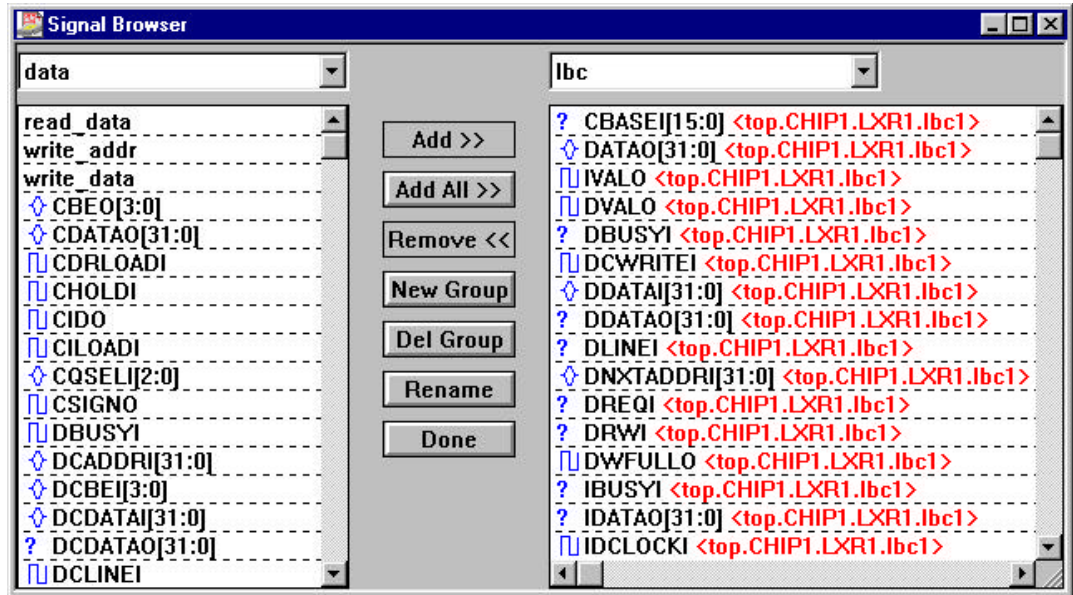 Signal Browser
data
read_data
write_addr
write_data
CBEO[3:0]
CDATAO[31:0]
CDRLOADI
CHOLDI
CIDO
CILOADI
CQSELI[2:0]
CSIGNO
DBUSYI
DCADDRI[31:0]
DCBEI[3:0]
DCDATAI[31:0]
? DCDATAO[31:0]
DCLINEI
Add >>
Add All >>
Remove <<
New Group
Del Group
Rename
Done
lbc
? CBASEI[15:0] <top.CHIP1.LXR1.lbc1>
DATAO[31:0] <top.CHIP1.LXR1.lbc1>
IVALO <top.CHIP1.LXR1.lbc1>
DVALO <top.CHIP1.LXR1.lbc1>
? DBUSYI <top.CHIP1.LXR1.lbc1>
DCWRITEI <top.CHIP1.LXR1.lbc1>
DDATAI[31:0] <top.CHIP1.LXR1.lbc1>
? DDATAO[31:0] <top.CHIP1.LXR1.lbc1>
? DLINEI <top.CHIP1.LXR1.lbc1>
DNXTADDRI[31:0] <top.CHIP1.LXR1.lbc1>
? DREQI <top.CHIP1.LXR1.lbc1>
? DRWI <top.CHIP1.LXR1.lbc1>
DWFULLO <top.CHIP1.LXR1.lbc1>
? IBUSYI <top.CHIP1.LXR1.lbc1>
? IDATAO[31:0] <top.CHIP1.LXR1.lbc1>
IDCLOCKI <top.CHIP1.LXR1.lbc1>